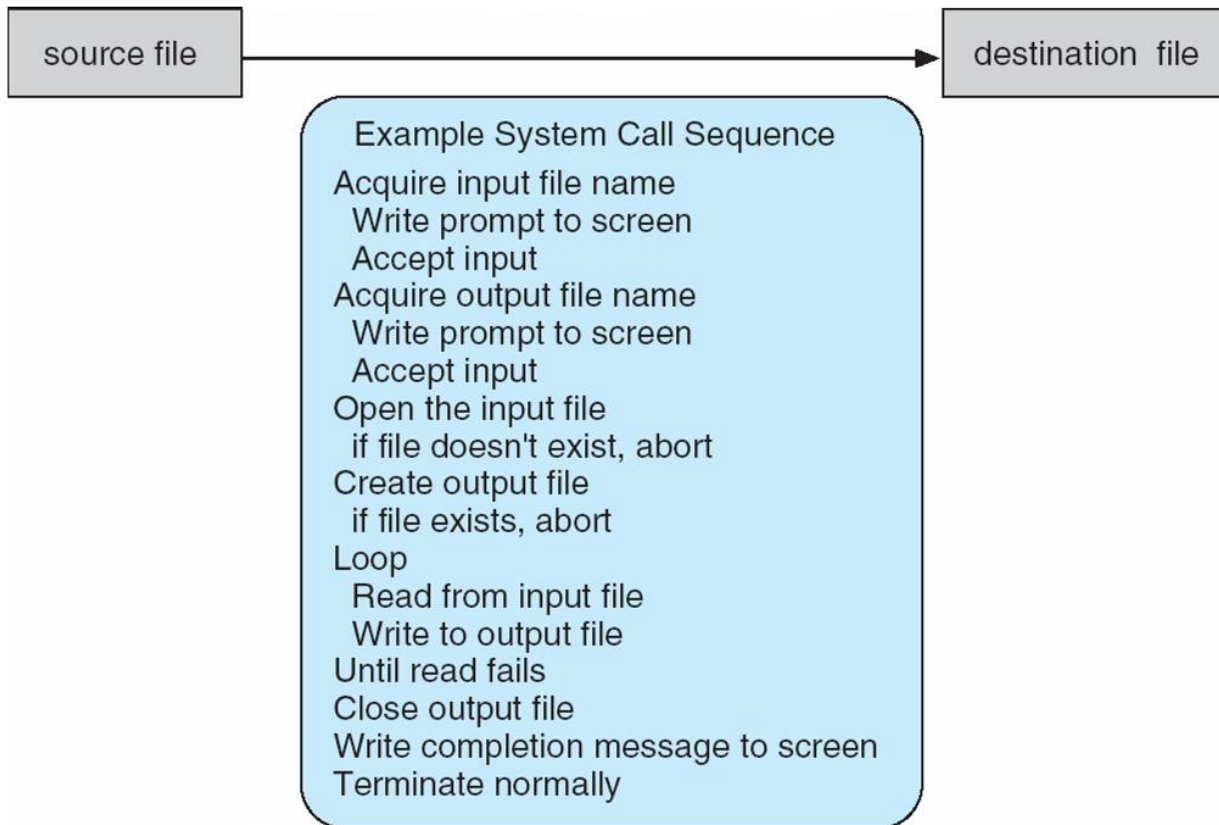 source file
destination file
Example System Call Sequence
Acquire input file name
Write prompt to screen
Accept input
Acquire output file name
Write prompt to screen
Accept input
Open the input file
if file doesn't exist, abort
Create output file
if file exists, abort
Loop
Read from input file
Write to output file
Until read fails
Close output file
Write completion message to screen
Terminate normally